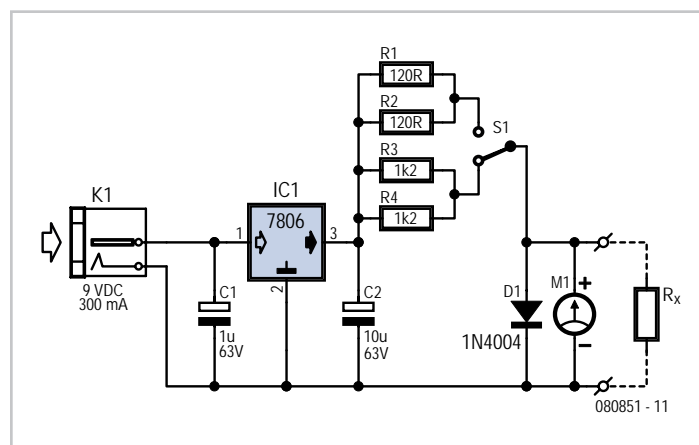 R1
120R
R2
120R
S1
R3
1k2
R4
1k2
K1
IC1
7806
1
3
2
9 VDC
300 mA
C1
1u
63V
C2
10u
63V
D1
1N4004
M1
+
–
Rx
080851 - 11